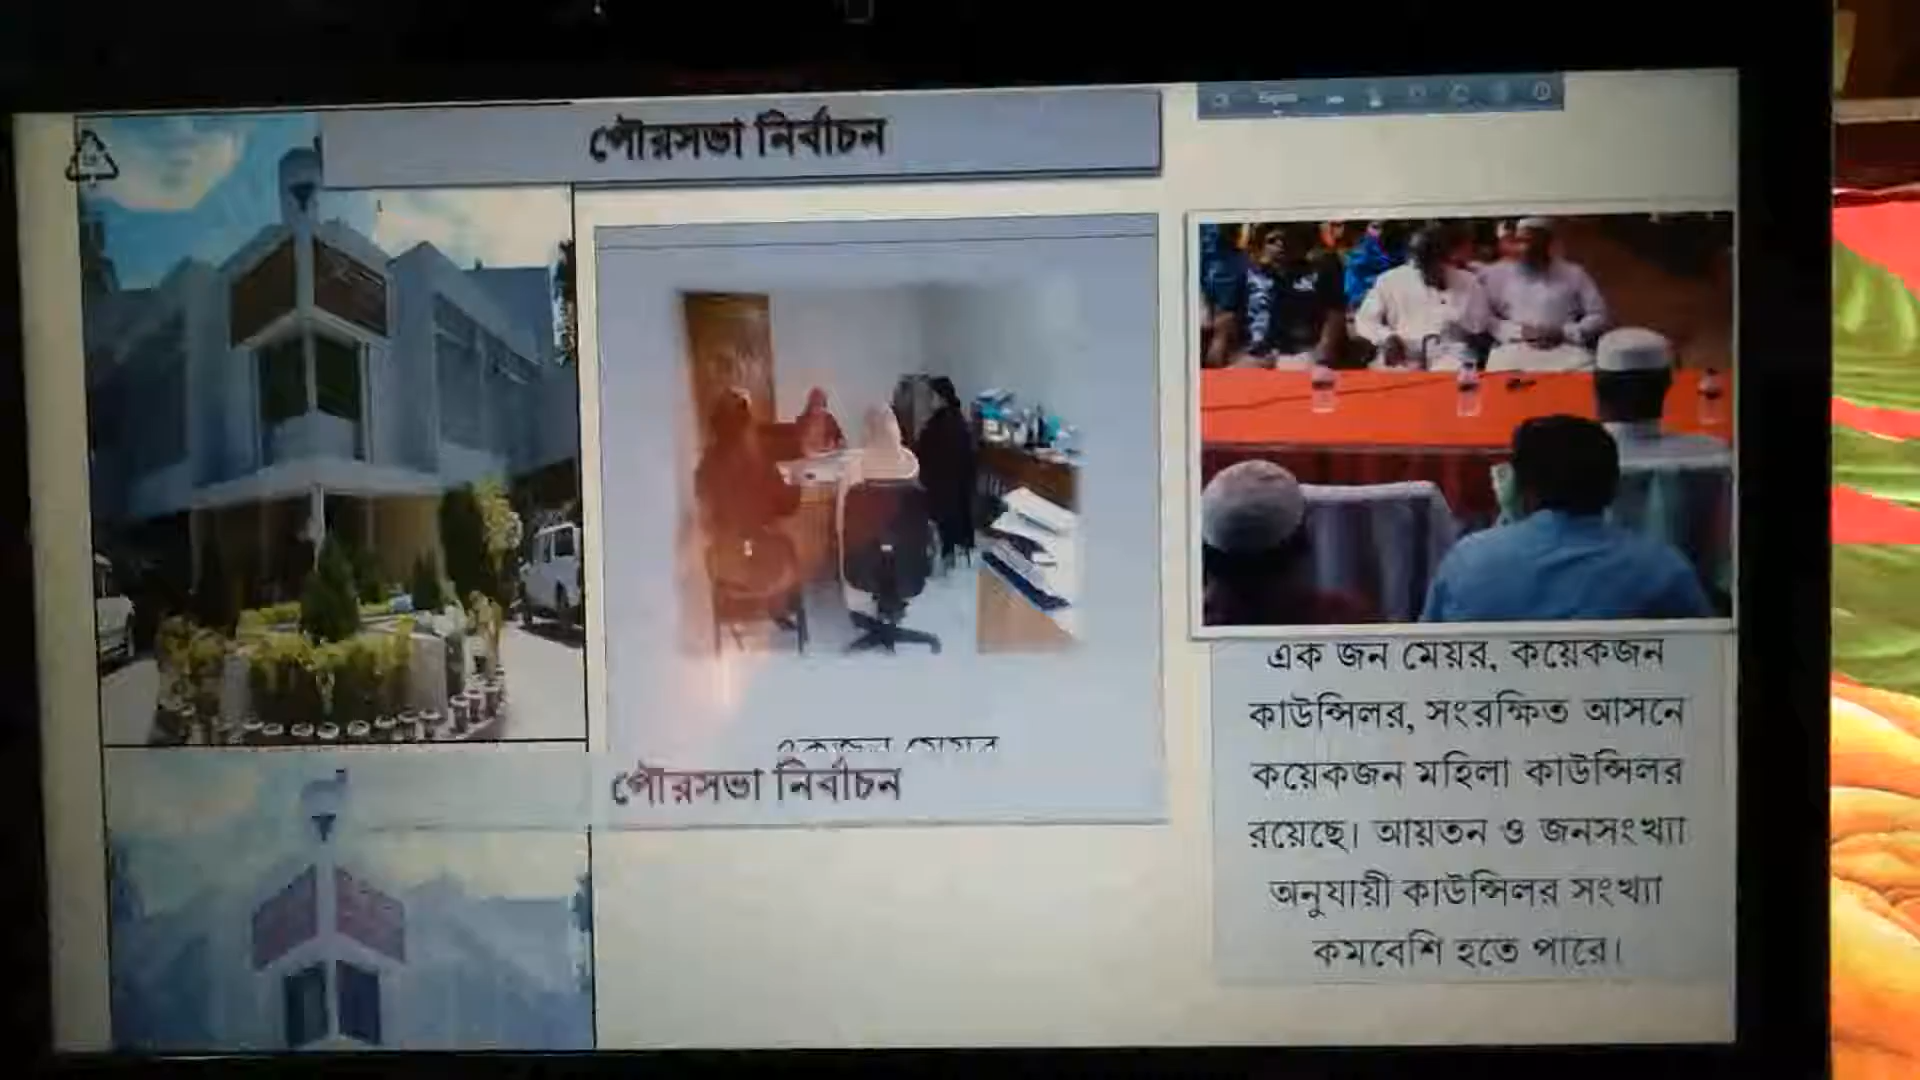 পৌরসভা নির্বাচন
পৌরসভা নির্বাচন
এক জন মেয়র, কয়েকজন
কাউন্সিলর, সংরক্ষিত আসনে
কয়েকজন মহিলা কাউন্সিলর
রয়েছে। আয়তন ও জনসংখ্যা
অনুযায়ী কাউন্সিলর সংখ্যা
কমবেশি হতে পারে।